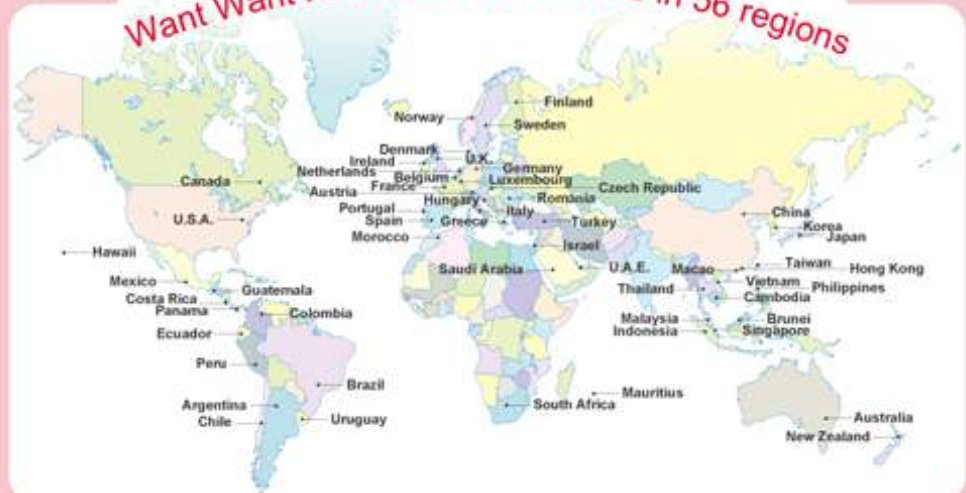 Want Want
in 56 regions
Finland
Norway
Sweden
Denmark
U.K.
Ireland
Germany
Netherlands
Belgium
Luxembourg
Canada
Austria
France
Czech Republic
Hungary
Romania
Portugal
Italy
China
U.S.A.
Spain
Greece
Turkey
Korea
Morocco
Japan
Israel
Hawaii
Saudi Arabia
U.A.E.
Macao
Taiwan
Hong Kong
Mexico
Guatemala
Thailand
Vietnam
Philippines
Costa Rica
Cambodia
Panama
Colombia
Malaysia
Brunei
Ecuador
Indonesia
Singapore
Peru
Brazil
Mauritius
Argentina
South Africa
Chile
Uruguay
Australia
New Zealand